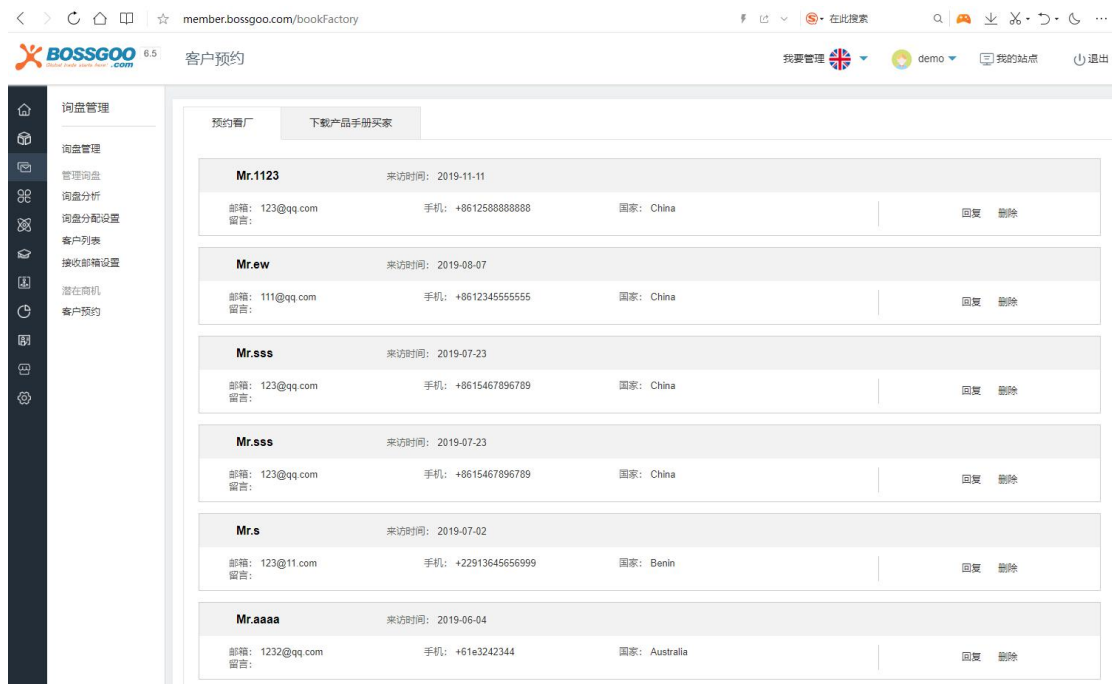 member.bossgoo.com/bookFactory
在此搜索
BOSSGOO 6.5
Global trade starts here! .com
客户预约
我要管理
demo
我的站点
退出
询盘管理
询盘管理
管理询盘
询盘分析
询盘分配设置
客户列表
接收邮箱设置
潜在商机
客户预约
预约看厂 下载产品手册买家
Mr.1123 来访时间: 2019-11-11
邮箱: 123@qq.com 手机: +8612588888888 国家: China
留言:
回复 删除
Mr.ew 来访时间: 2019-08-07
邮箱: 111@qq.com 手机: +8612345555555 国家: China
留言:
回复 删除
Mr.sss 来访时间: 2019-07-23
邮箱: 123@qq.com 手机: +8615467896789 国家: China
留言:
回复 删除
Mr.sss 来访时间: 2019-07-23
邮箱: 123@qq.com 手机: +8615467896789 国家: China
留言:
回复 删除
Mr.s 来访时间: 2019-07-02
邮箱: 123@11.com 手机: +22913645656999 国家: Benin
留言:
回复 删除
Mr.aaaa 来访时间: 2019-06-04
邮箱: 1232@qq.com 手机: +61e3242344 国家: Australia
留言:
回复 删除